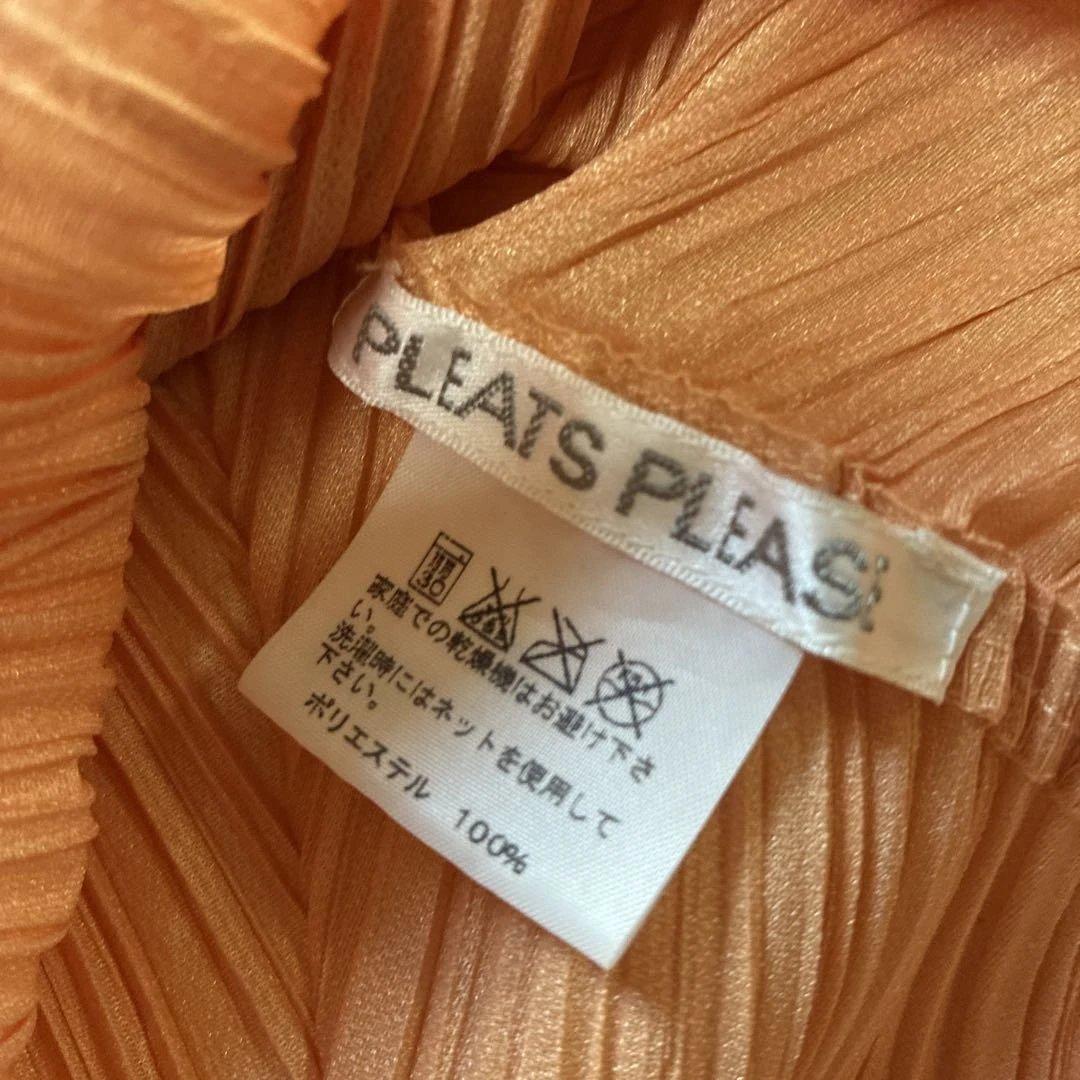 PLEATS PLEASE
弱
30
家庭での乾燥機はお避け下さ
い。
洗濯時にはネットを使用して
下さい。
ポリエステル 100%